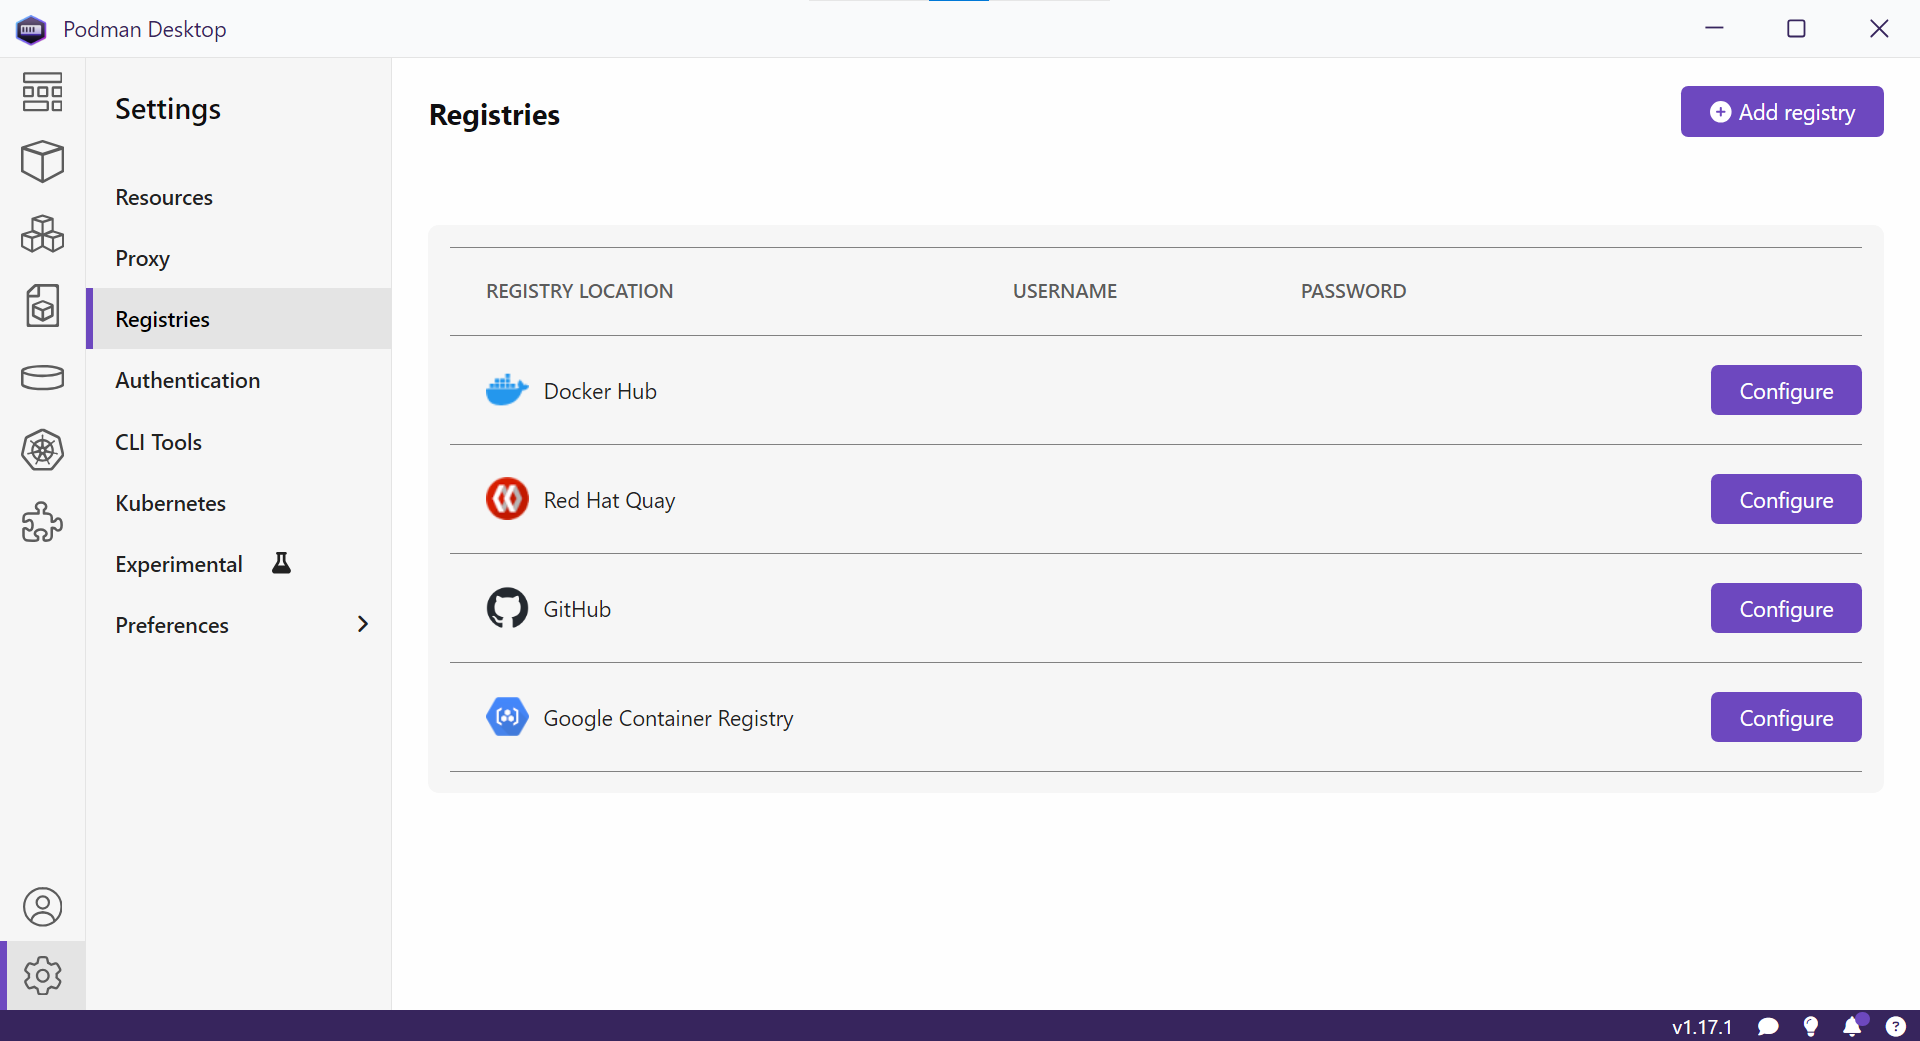 Podman Desktop
Settings
Resources
Proxy
Registries
Authentication
CLI Tools
Kubernetes
Experimental
Preferences
Registries
Add registry
REGISTRY LOCATION USERNAME PASSWORD
Docker Hub Configure
Red Hat Quay Configure
GitHub Configure
Google Container Registry Configure
v1.17.1